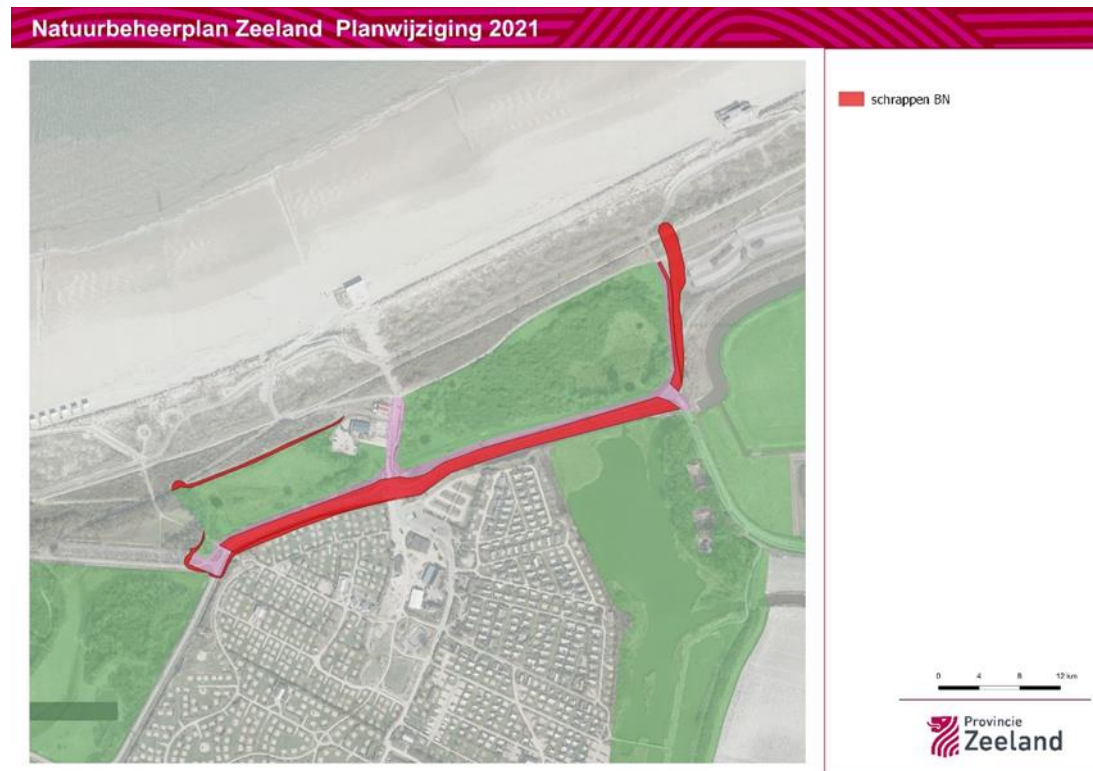 Natuurbeheerplan Zeeland Planwijziging 2021
schrappen BN
0 4 8 12 km
Provincie
Zeeland